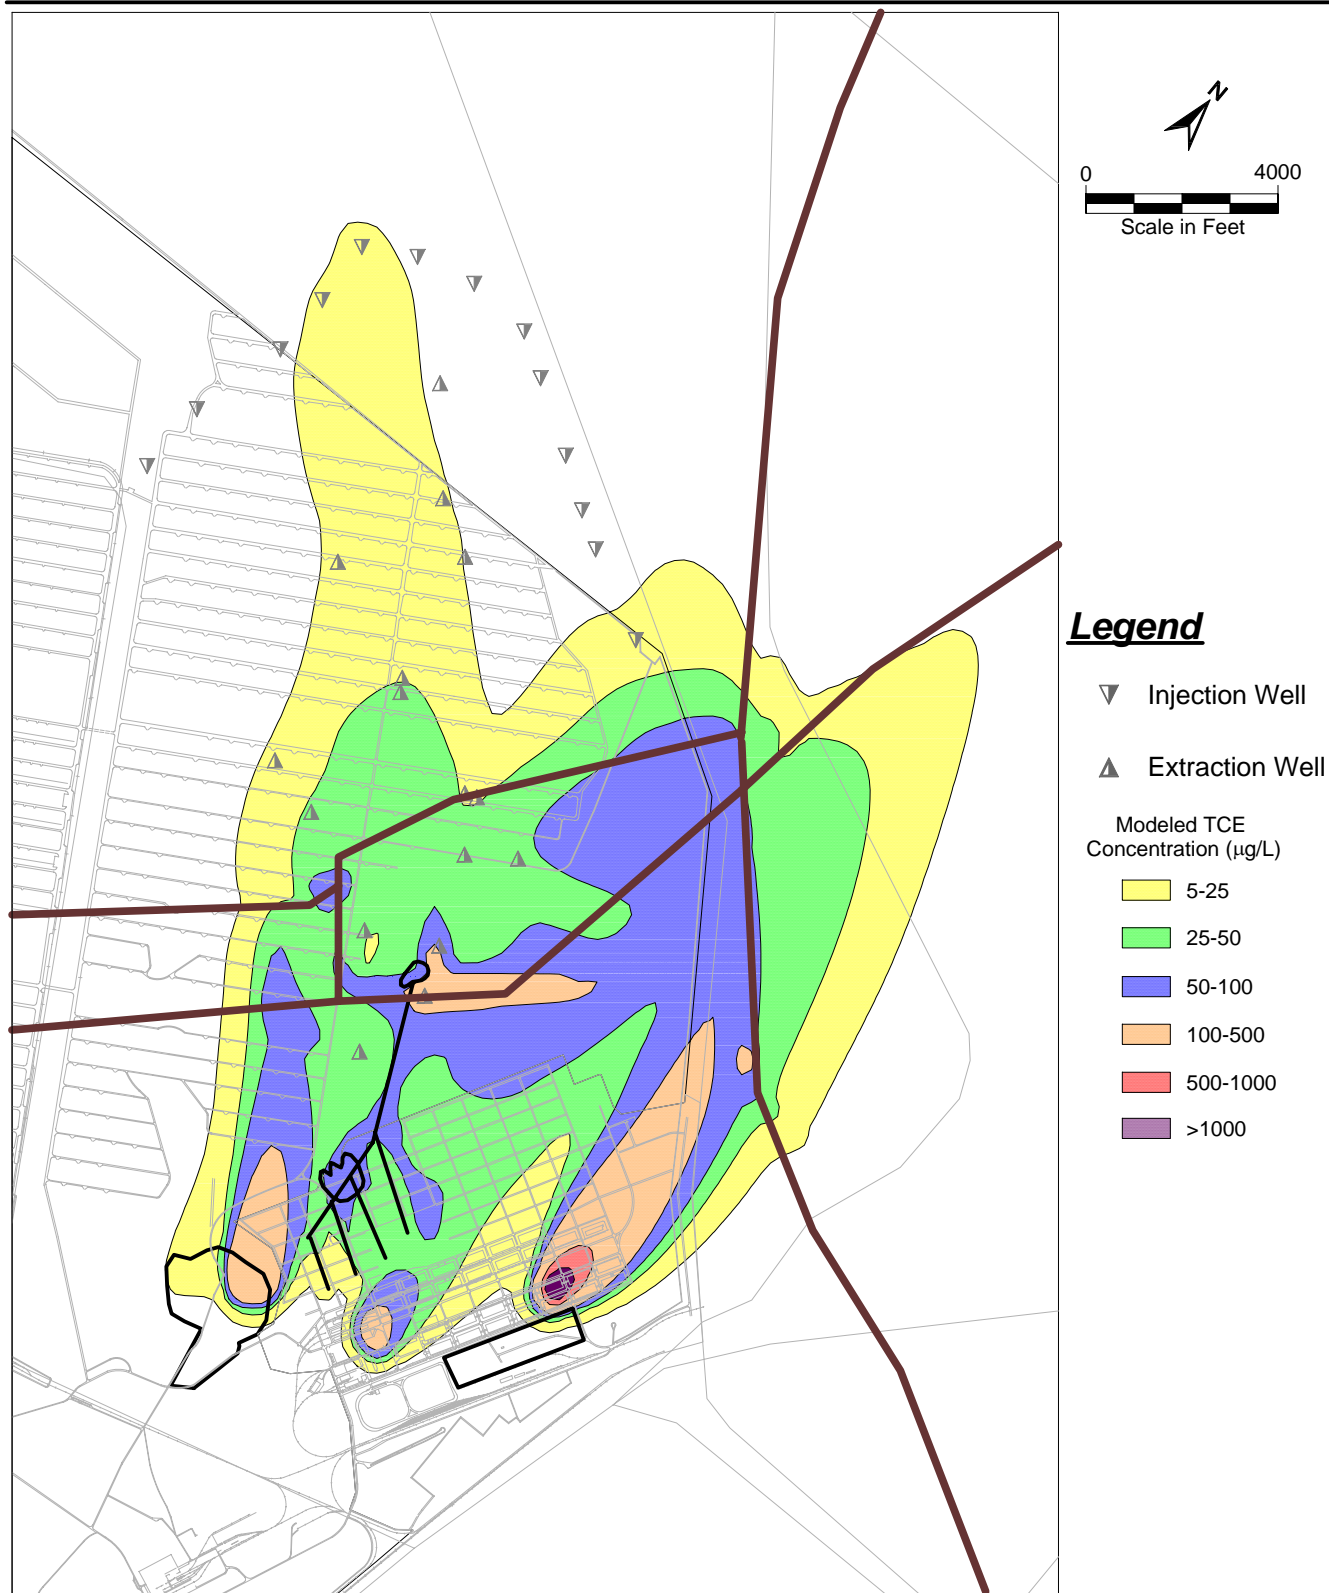 N
0 4000
Scale in Feet
Legend
Injection Well
Extraction Well
Modeled TCE
Concentration (µg/L)
5-25
25-50
50-100
100-500
500-1000
>1000